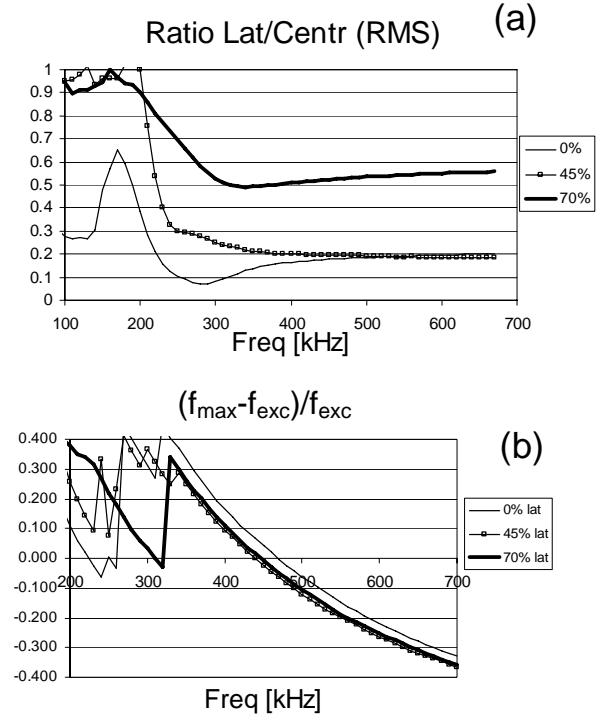 (a)
Ratio Lat/Centr (RMS)
1
0.9
0.8
0.7
0.6
0.5
0.4
0.3
0.2
0.1
0
100 200 300 400 500 600 700
Freq [kHz]
0%
45%
70%
(f_max-f_exc)/f_exc
(b)
0.400
0.300
0.200
0.100
0.000
-0.100
-0.200
-0.300
-0.400
200 300 400 500 600 700
Freq [kHz]
0% lat
45% lat
70% lat